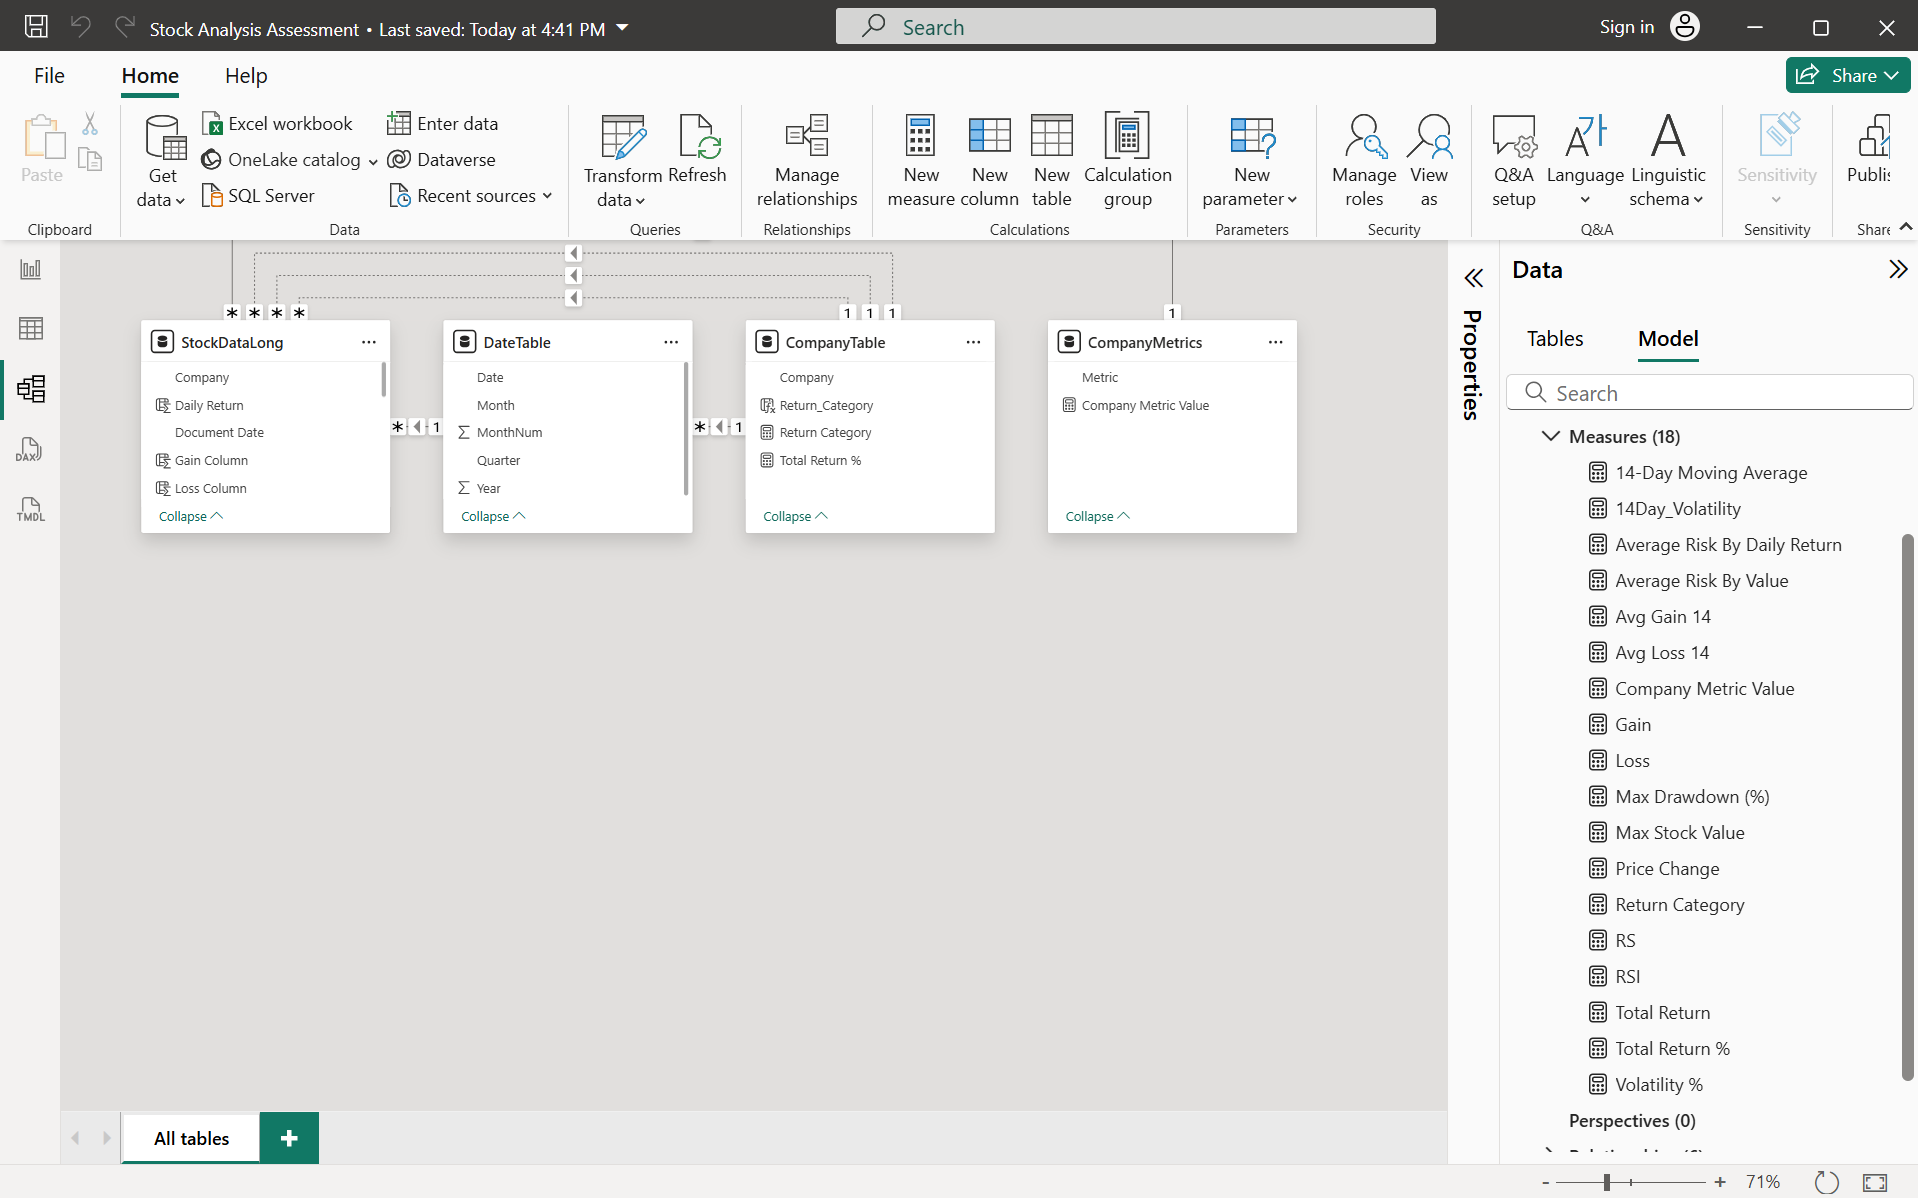 Stock Analysis Assessment • Last saved: Today at 4:41 PM
Search
Sign in
File
Home
Help
Share
Paste
Clipboard
Get data
Excel workbook
OneLake catalog
SQL Server
Enter data
Dataverse
Recent sources
Data
Transform data
Refresh
Queries
Manage relationships
Relationships
New measure
New column
New table
Calculation group
Calculations
New parameter
Parameters
Manage roles
View as
Security
Q&A setup
Language
Linguistic schema
Q&A
Sensitivity
Sensitivity
Publis
Share
DAX
TMDL
* * * *
1 1 1
1
StockDataLong
Company
Daily Return
Document Date
Gain Column
Loss Column
Collapse
* 1
DateTable
Date
Month
MonthNum
Quarter
Year
Collapse
* 1
CompanyTable
Company
Return_Category
Return Category
Total Return %
Collapse
CompanyMetrics
Metric
Company Metric Value
Collapse
Properties
Data
Tables
Model
Search
Measures (18)
14-Day Moving Average
14Day_Volatility
Average Risk By Daily Return
Average Risk By Value
Avg Gain 14
Avg Loss 14
Company Metric Value
Gain
Loss
Max Drawdown (%)
Max Stock Value
Price Change
Return Category
RS
RSI
Total Return
Total Return %
Volatility %
Perspectives (0)
All tables
+
- + 71%